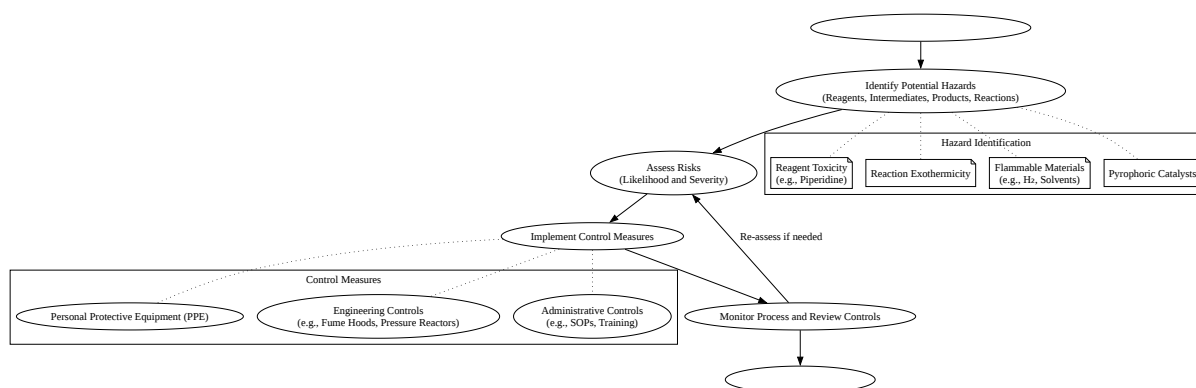 Identify Potential Hazards
(Reagents, Intermediates, Products, Reactions)
Hazard Identification
Assess Risks
(Likelihood and Severity)
Reagent Toxicity
(e.g., Piperidine)
Reaction Exothermicity
Flammable Materials
(e.g., H₂, Solvents)
Pyrophoric Catalysts
Implement Control Measures
Re-assess if needed
Control Measures
Personal Protective Equipment (PPE)
Engineering Controls
(e.g., Fume Hoods, Pressure Reactors)
Administrative Controls
(e.g., SOPs, Training)
Monitor Process and Review Controls